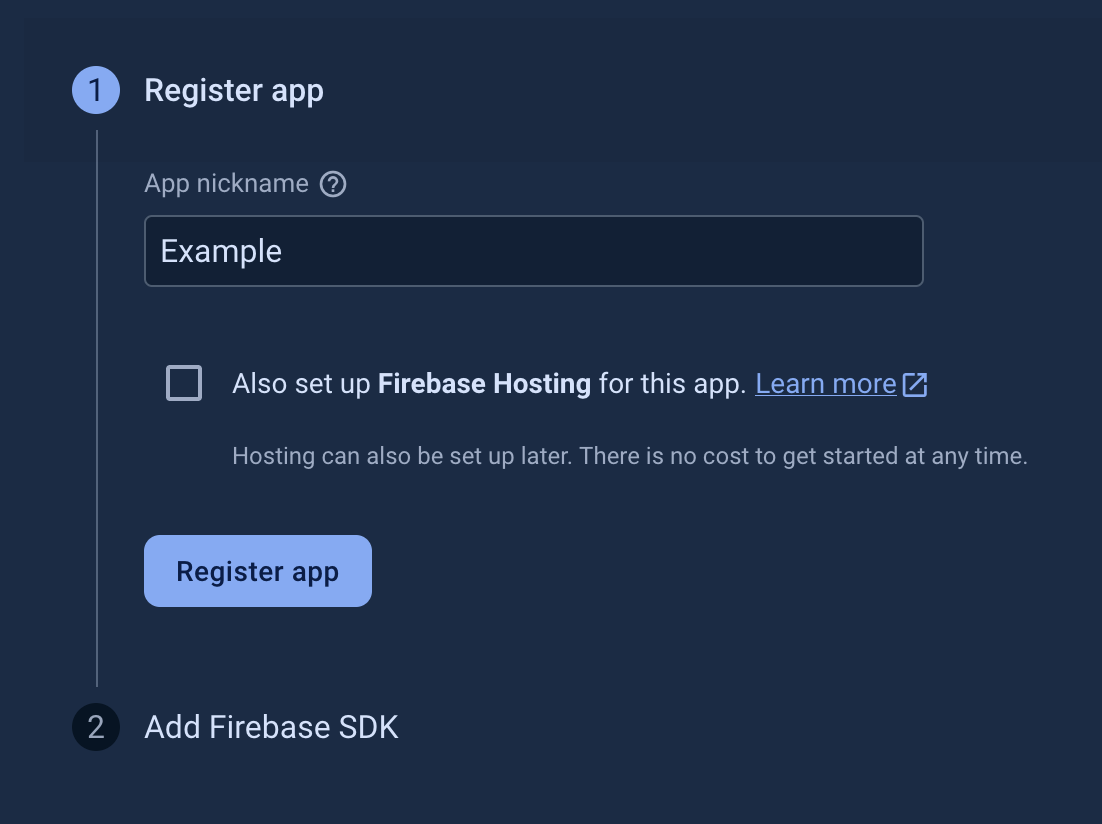 1 Register app
App nickname
Example
Also set up Firebase Hosting for this app. Learn more
Hosting can also be set up later. There is no cost to get started at any time.
Register app
2 Add Firebase SDK